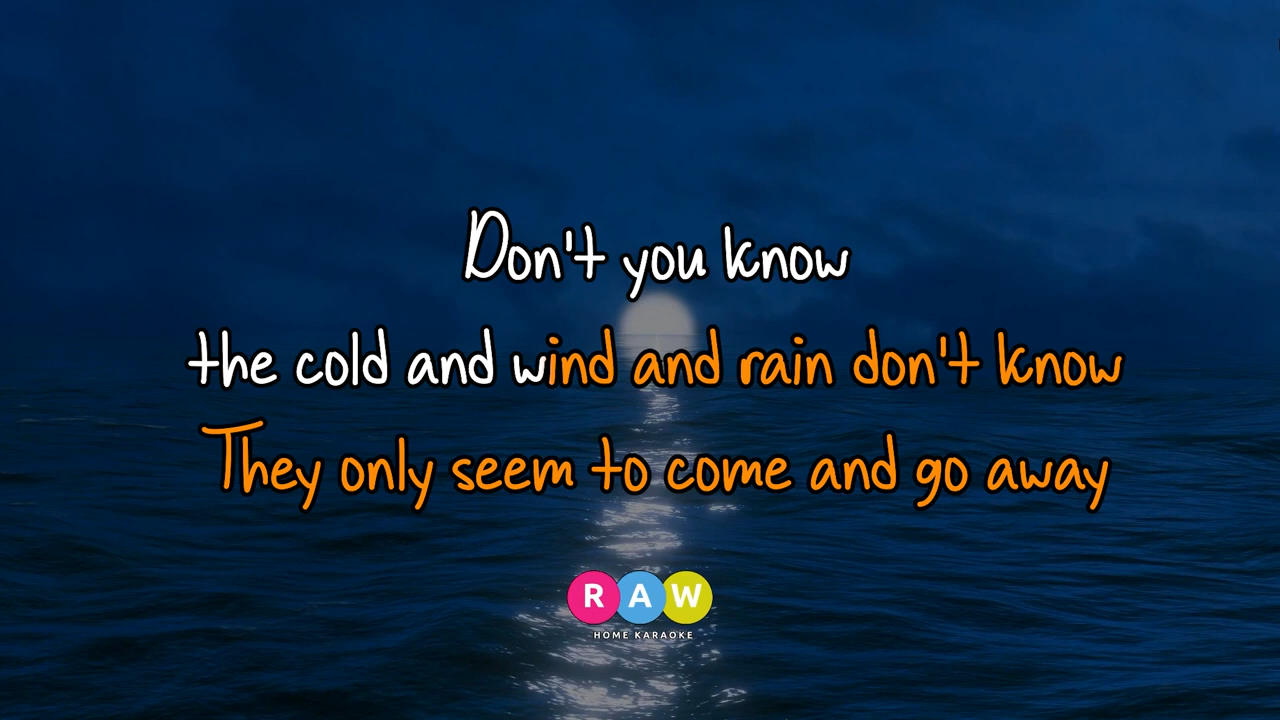 Don't you know
the cold and wind and rain don't know
They only seem to come and go away
RAW
HOME KARAOKE